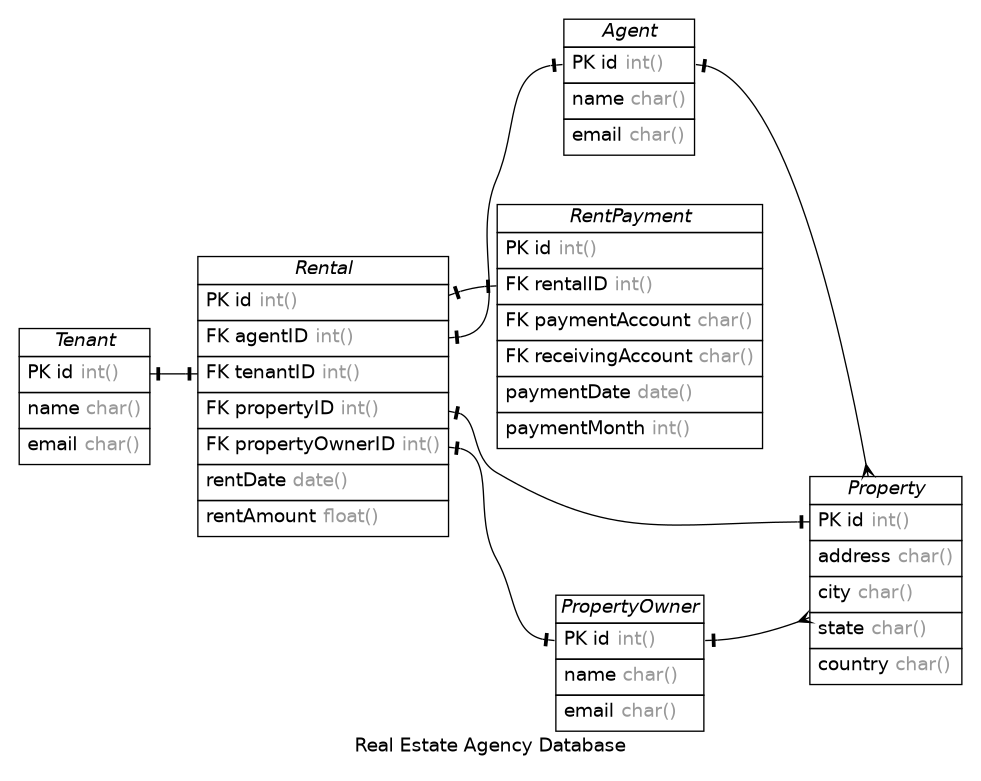 Agent
PK id int()
name char()
email char()
RentPayment
PK id int()
FK rentalID int()
FK paymentAccount char()
FK receivingAccount char()
paymentDate date()
paymentMonth int()
Rental
PK id int()
FK agentID int()
FK tenantID int()
FK propertyID int()
FK propertyOwnerID int()
rentDate date()
rentAmount float()
Tenant
PK id int()
name char()
email char()
Property
PK id int()
address char()
city char()
state char()
country char()
PropertyOwner
PK id int()
name char()
email char()
Real Estate Agency Database